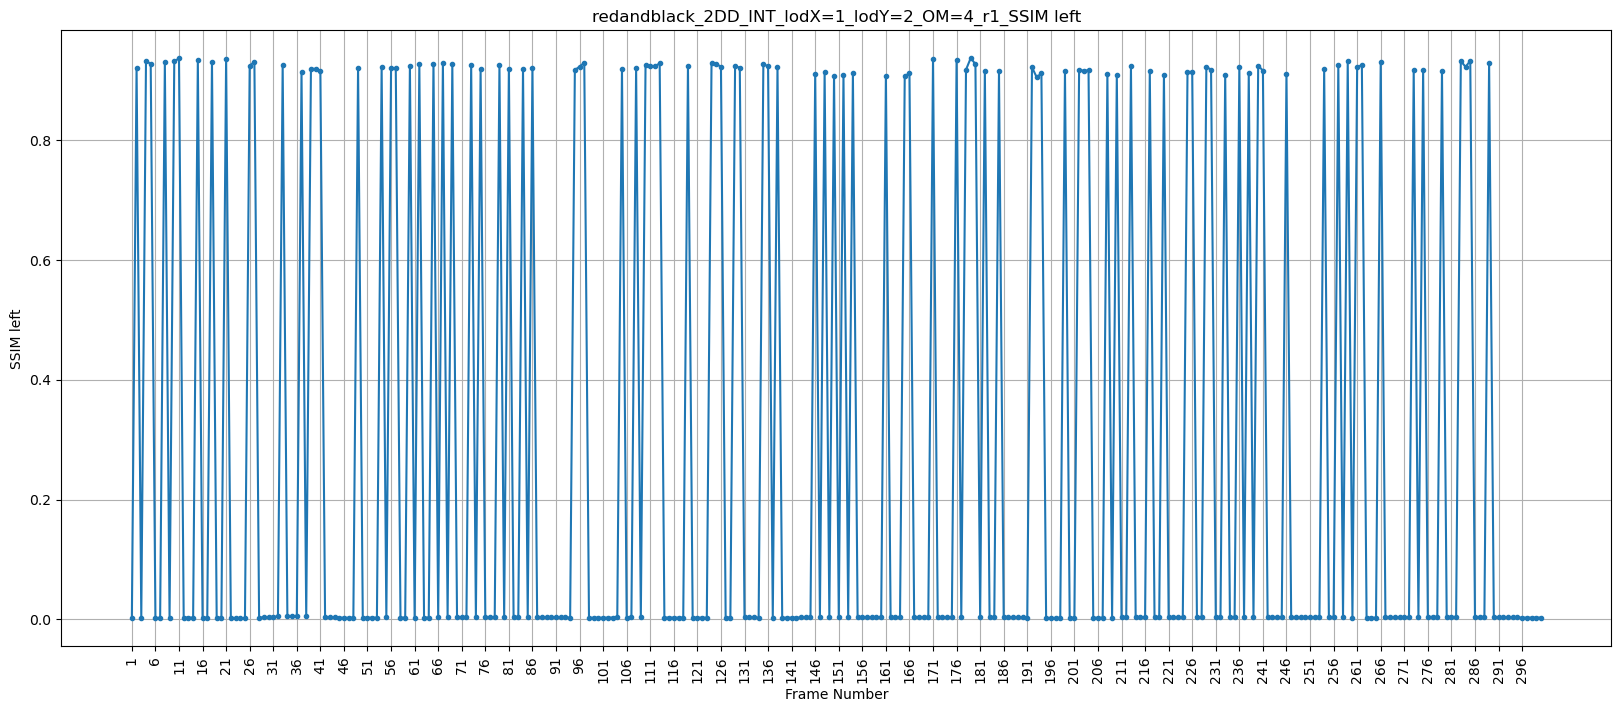 redandblack_2DD_INT_lodX=1_lodY=2_OM=4_r1_SSIM left
SSIM left
0.8
0.6
0.4
0.2
0.0
1 6 11 16 21 26 31 36 41 46 51 56 61 66 71 76 81 86 91 96 101 106 111 116 121 126 131 136 141 146 151 156 161 166 171 176 181 186 191 196 201 206 211 216 221 226 231 236 241 246 251 256 261 266 271 276 281 286 291 296
Frame Number